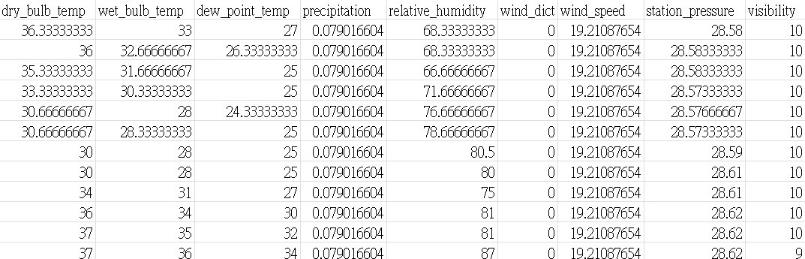 dry_bulb_temp wet_bulb_temp dew_point_temp precipitation relative_humidity wind_dict wind_speed station_pressure visibility
36.33333333 33 27 0.079016604 68.33333333 0 19.21087654 28.58 10
36 32.66666667 26.33333333 0.079016604 68.33333333 0 19.21087654 28.58333333 10
35.33333333 31.66666667 25 0.079016604 66.66666667 0 19.21087654 28.58333333 10
33.33333333 30.33333333 25 0.079016604 71.66666667 0 19.21087654 28.57333333 10
30.66666667 28 24.33333333 0.079016604 76.66666667 0 19.21087654 28.57666667 10
30.66666667 28.33333333 25 0.079016604 78.66666667 0 19.21087654 28.57333333 10
30 28 25 0.079016604 80.5 0 19.21087654 28.59 10
30 28 25 0.079016604 80 0 19.21087654 28.61 10
34 31 27 0.079016604 75 0 19.21087654 28.61 10
36 34 30 0.079016604 81 0 19.21087654 28.62 10
37 35 32 0.079016604 81 0 19.21087654 28.62 10
37 36 34 0.079016604 87 0 19.21087654 28.62 9